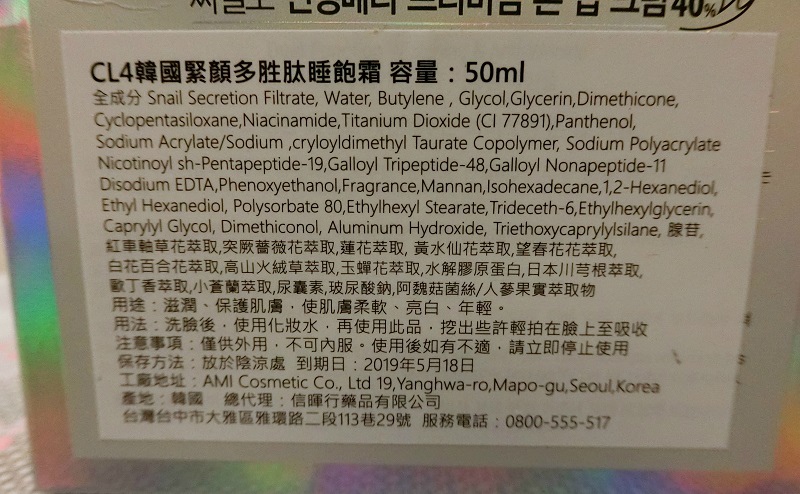 톤 업 크림 40%
CL4韓國緊顏多胜肽睡飽霜 容量：50ml
全成分 Snail Secretion Filtrate, Water, Butylene , Glycol,Glycerin,Dimethicone,
Cyclopentasiloxane,Niacinamide,Titanium Dioxide (CI 77891),Panthenol,
Sodium Acrylate/Sodium ,cryloyldimethyl Taurate Copolymer, Sodium Polyacrylate
Nicotinoyl sh-Pentapeptide-19,Galloyl Tripeptide-48,Galloyl Nonapeptide-11
Disodium EDTA,Phenoxyethanol,Fragrance,Mannan,Isohexadecane,1,2-Hexanediol,
Ethyl Hexanediol, Polysorbate 80,Ethylhexyl Stearate,Trideceth-6,Ethylhexylglycerin,
Caprylyl Glycol, Dimethiconol, Aluminum Hydroxide, Triethoxycaprylylsilane, 腺苷,
紅車軸草花萃取,突厥薔薇花萃取,蓮花萃取, 黃水仙花萃取,望春花花萃取,
白花百合花萃取,高山火絨草萃取,玉蟬花萃取,水解膠原蛋白,日本川芎根萃取,
歐丁香萃取,小蒼蘭萃取,尿囊素,玻尿酸鈉,阿魏菇菌絲/人蔘果實萃取物
用途：滋潤、保護肌膚，使肌膚柔軟、亮白、年輕。
用法：洗臉後，使用化妝水，再使用此品，挖出些許輕拍在臉上至吸收
注意事項：僅供外用，不可內服。使用後如有不適，請立即停止使用
保存方法：放於陰涼處 到期日：2019年5月18日
工廠地址：AMI Cosmetic Co., Ltd 19,Yanghwa-ro,Mapo-gu,Seoul,Korea
產地：韓國 總代理：信暉行藥品有限公司
台灣台中市大雅區雅環路二段113巷29號 服務電話：0800-555-517